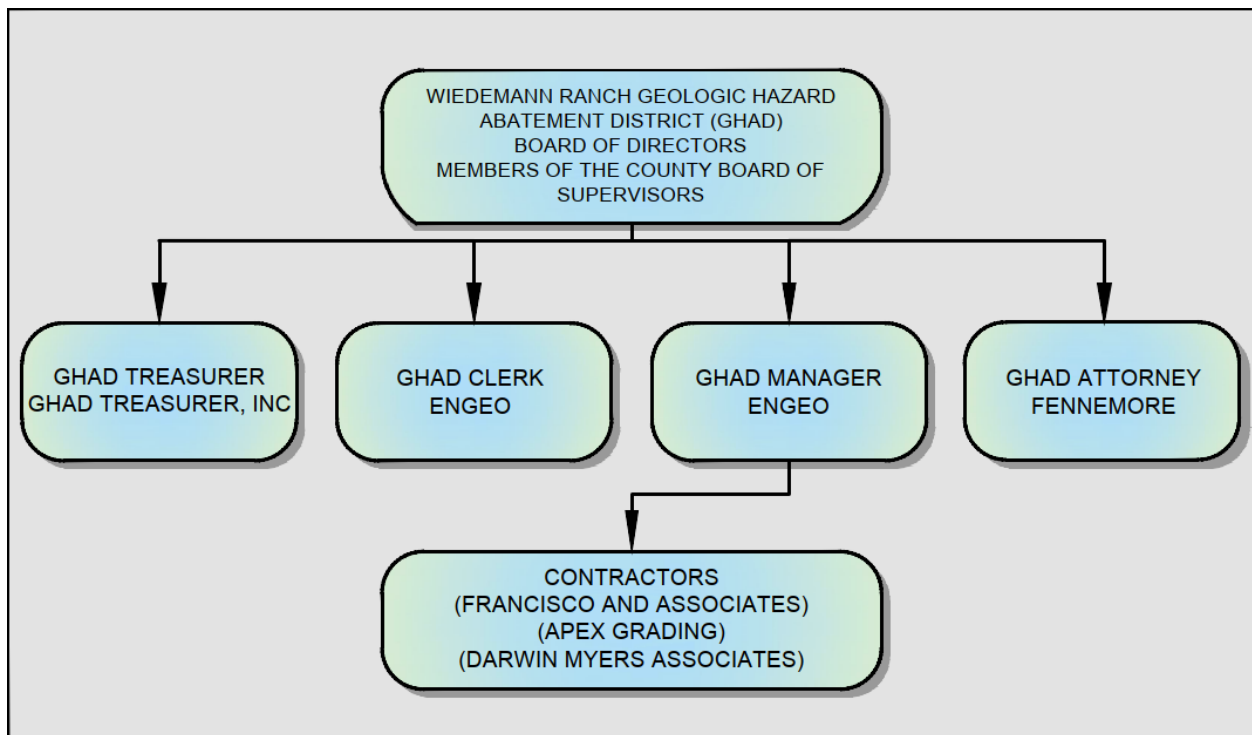 WIEDEMANN RANCH GEOLOGIC HAZARD
ABATEMENT DISTRICT (GHAD)
BOARD OF DIRECTORS
MEMBERS OF THE COUNTY BOARD OF
SUPERVISORS
GHAD TREASURER
GHAD TREASURER, INC
GHAD CLERK
ENGEO
GHAD MANAGER
ENGEO
GHAD ATTORNEY
FENNEMORE
CONTRACTORS
(FRANCISCO AND ASSOCIATES)
(APEX GRADING)
(DARWIN MYERS ASSOCIATES)